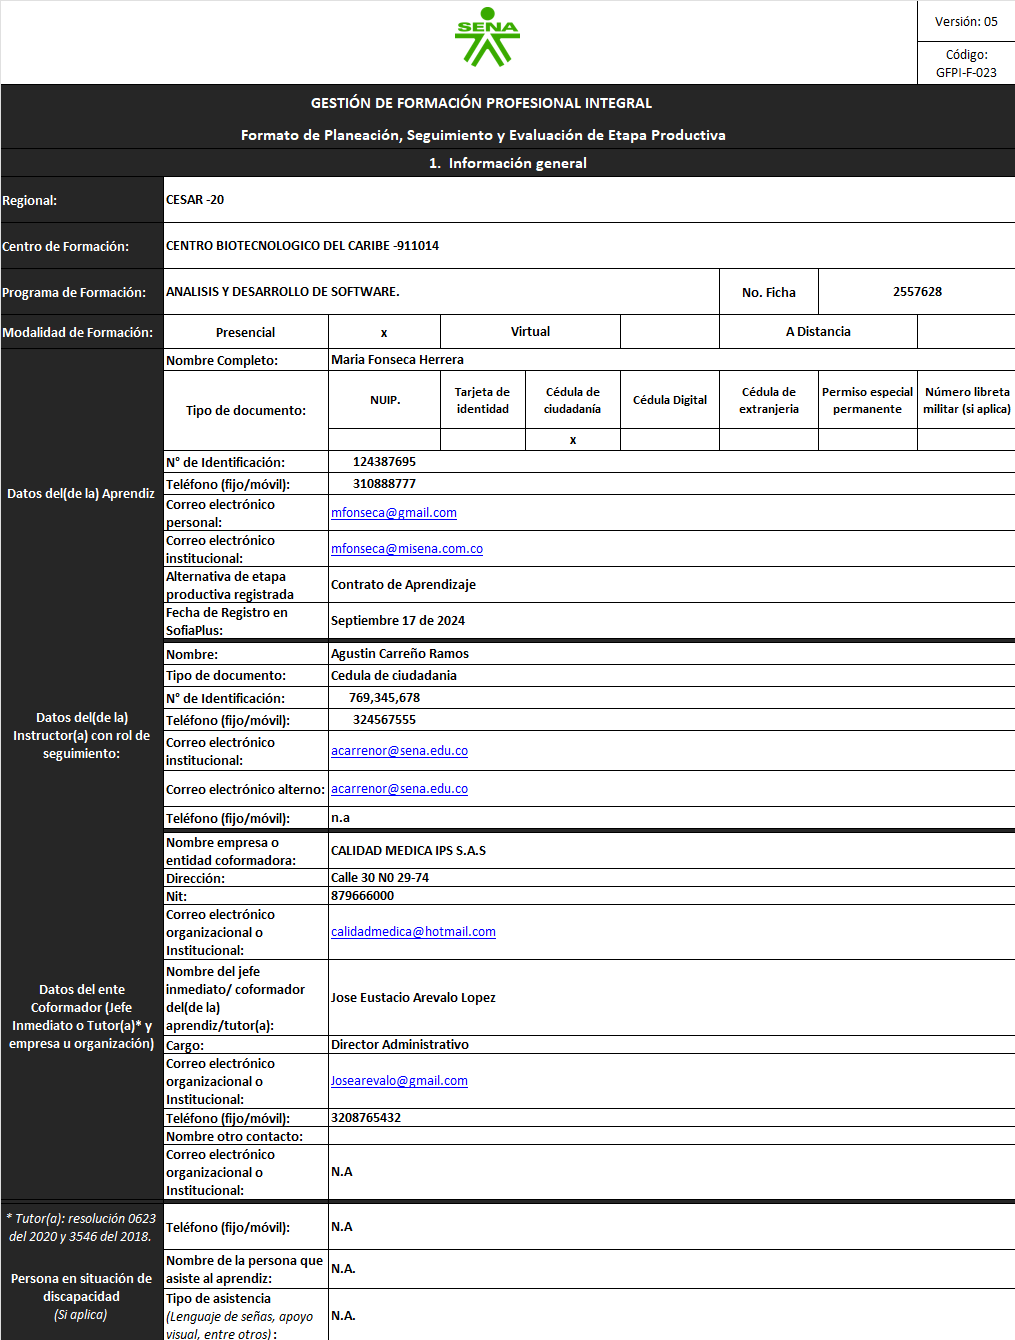 SENA
Versión: 05
Código:
GFPI-F-023
GESTIÓN DE FORMACIÓN PROFESIONAL INTEGRAL
Formato de Planeación, Seguimiento y Evaluación de Etapa Productiva
1. Información general
Regional:
CESAR -20
Centro de Formación:
CENTRO BIOTECNOLOGICO DEL CARIBE -911014
Programa de Formación:
ANALISIS Y DESARROLLO DE SOFTWARE.
No. Ficha
2557628
Modalidad de Formación:
Presencial
x
Virtual
A Distancia
Datos del(de la) Aprendiz
Nombre Completo:
Maria Fonseca Herrera
Tipo de documento:
NUIP.
Tarjeta de
identidad
Cédula de
ciudadanía
Cédula Digital
Cédula de
extranjeria
Permiso especial
permanente
Número libreta
militar (si aplica)
x
N° de Identificación:
124387695
Teléfono (fijo/móvil):
310888777
Correo electrónico
personal:
mfonseca@gmail.com
Correo electrónico
institucional:
mfonseca@misena.com.co
Alternativa de etapa
productiva registrada
Contrato de Aprendizaje
Fecha de Registro en
SofiaPlus:
Septiembre 17 de 2024
Datos del(de la)
Instructor(a) con rol de
seguimiento:
Nombre:
Agustin Carreño Ramos
Tipo de documento:
Cedula de ciudadania
N° de Identificación:
769,345,678
Teléfono (fijo/móvil):
324567555
Correo electrónico
institucional:
acarrenor@sena.edu.co
Correo electrónico alterno:
acarrenor@sena.edu.co
Teléfono (fijo/móvil):
n.a
Datos del ente
Coformador (Jefe
Inmediato o Tutor(a)* y
empresa u organización)
Nombre empresa o
entidad coformadora:
CALIDAD MEDICA IPS S.A.S
Dirección:
Calle 30 N0 29-74
Nit:
879666000
Correo electrónico
organizacional o
Institucional:
calidadmedica@hotmail.com
Nombre del jefe
inmediato/ coformador
del(de la)
aprendiz/tutor(a):
Jose Eustacio Arevalo Lopez
Cargo:
Director Administrativo
Correo electrónico
organizacional o
Institucional:
Josearevalo@gmail.com
Teléfono (fijo/móvil):
3208765432
Nombre otro contacto:
Correo electrónico
organizacional o
Institucional:
N.A
* Tutor(a): resolución 0623
del 2020 y 3546 del 2018.
Teléfono (fijo/móvil):
N.A
Persona en situación de
discapacidad
(Si aplica)
Nombre de la persona que
asiste al aprendiz:
N.A.
Tipo de asistencia
(Lenguaje de señas, apoyo
visual, entre otros) :
N.A.